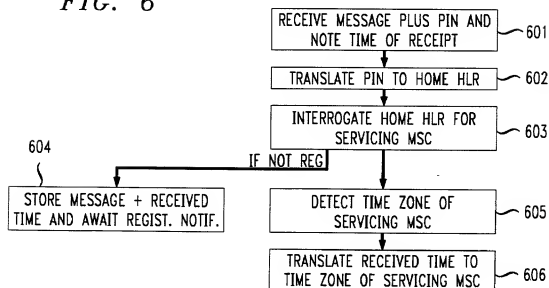 FIG. 6
RECEIVE MESSAGE PLUS PIN AND
NOTE TIME OF RECEIPT
601
TRANSLATE PIN TO HOME HLR
602
INTERROGATE HOME HLR FOR
SERVICING MSC
603
IF NOT REG
604
STORE MESSAGE + RECEIVED
TIME AND AWAIT REGIST. NOTIF.
DETECT TIME ZONE OF
SERVICING MSC
605
TRANSLATE RECEIVED TIME TO
TIME ZONE OF SERVICING MSC
606